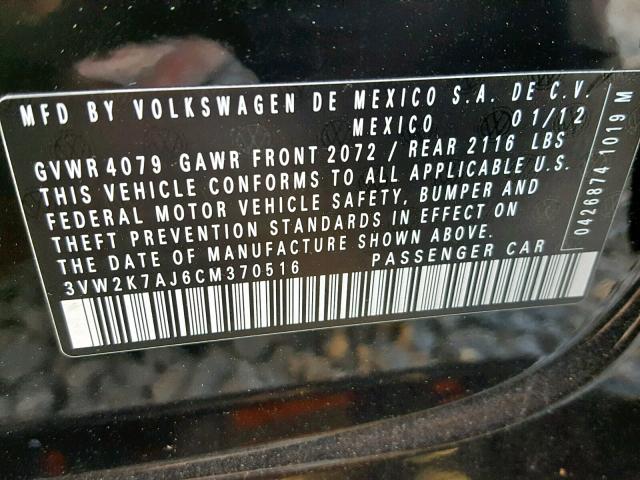 MFD BY VOLKSWAGEN DE MEXICO S.A. DE C.V.
MEXICO 01/12
GVWR 4079 GAWR FRONT 2072 / REAR 2116 LBS
THIS VEHICLE CONFORMS TO ALL APPLICABLE U.S.
FEDERAL MOTOR VEHICLE SAFETY, BUMPER AND
THEFT PREVENTION STANDARDS IN EFFECT ON
THE DATE OF MANUFACTURE SHOWN ABOVE.
3VW2K7AJ6CM370516 PASSENGER CAR
0426874 1019 M